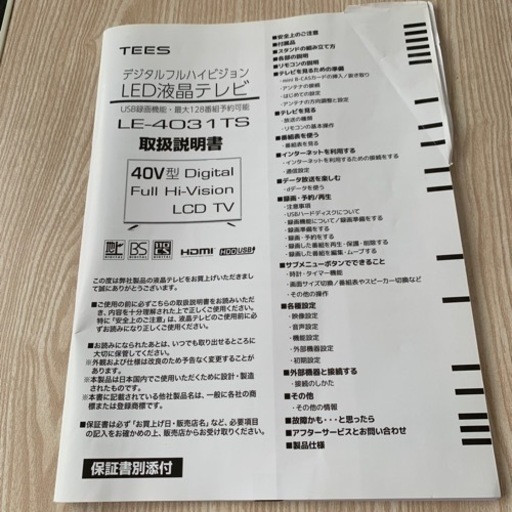 TEES
デジタルフルハイビジョン
LED液晶テレビ
USB録画機能・最大128番組予約可能
LE-4031TS
取扱説明書
40V型 Digital
Full Hi-Vision
LCD TV
BS
HDMI
HDD USB
この度は弊社製品の液晶テレビをお買上げいただきまして誠にありがとうございます。
●ご使用の前に必ずこちらの取扱説明書をお読みいただき、内容を十分理解された上で正しくご使用ください。
特に「安全上のご注意」は、液晶テレビのご使用前に必ずお読みになり正しくご使用ください。
●お読みになられたあとは、いつでも取り出せるところに大切に保管してください。
※外観および仕様は改良のため予告なく変更することがあります。
※本製品は日本国内でご使用いただくために設計・製造されたものです。
※本書に記載されている他社製品名は、一般に各社の商標または登録商標です。
●保証書は必ず「お買上げ日・販売店名」など、必要項目の記入をお確かめの上、販売店からお受け取りください。
保証書別添付
■安全上のご注意
■付属品
■スタンドの組み立て方
■各部の説明
■リモコンの説明
■テレビを見るための準備
・mini B-CASカードの挿入/抜き取り
・アンテナの接続
・はじめての設定
・アンテナの方向調整と設定
■テレビを見る
・放送の種類
・リモコンの基本操作
■番組表を使う
・番組表を見る
■インターネットを利用する
・インターネットを利用するための接続をする
・通信設定
■データ放送を楽しむ
・dデータを使う
■録画・予約/再生
・注意事項
・USBハードディスクについて
・録画機能について/録画準備をする
・録画準備をする
・録画・予約をする
・録画した番組を再生・保護・削除する
・録画した番組を編集・ムーブする
■サブメニューボタンでできること
・時計・タイマー機能
・画面サイズ切換/番組表やスピーカー切換など
・その他の操作
■各種設定
・映像設定
・音声設定
・機能設定
・外部機器設定
・初期設定
■外部機器と接続する
・接続のしかた
■その他
・その他の情報
■故障かも・・・と思ったら
■アフターサービスとお問い合わせ
■製品仕様